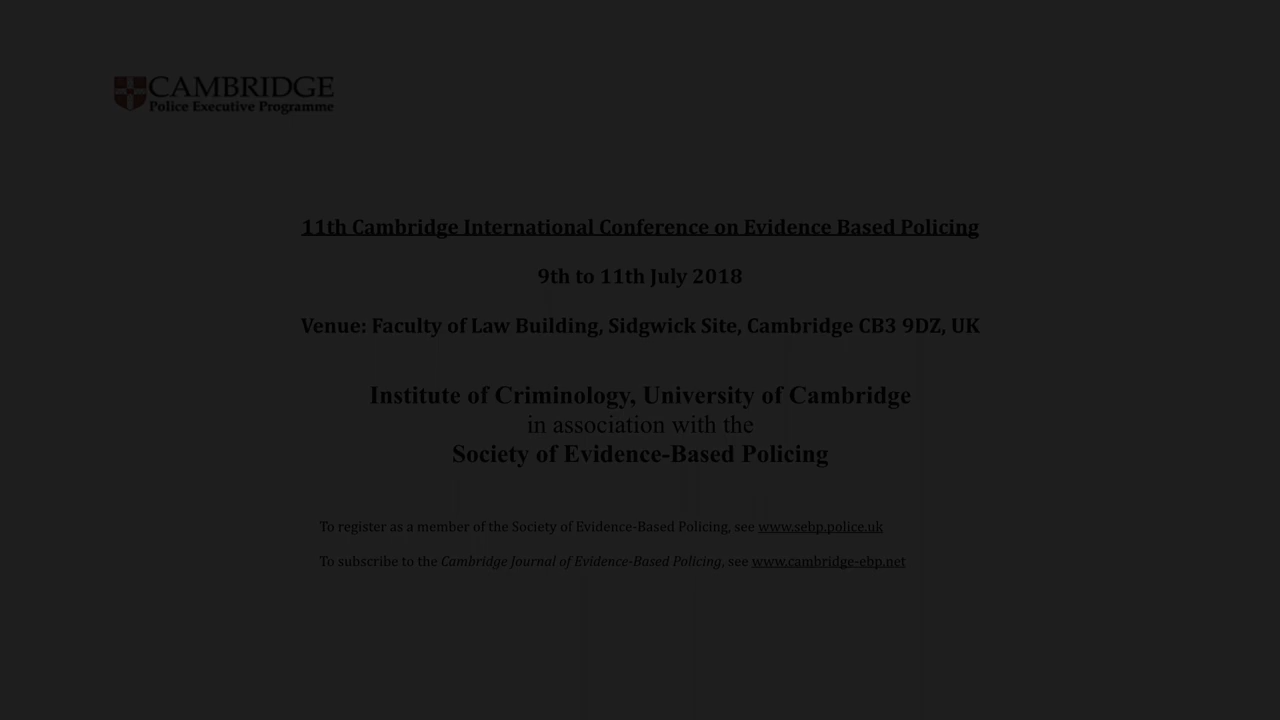 CAMBRIDGE
Police Executive Programme
11th Cambridge International Conference on Evidence Based Policing
9th to 11th July 2018
Venue: Faculty of Law Building, Sidgwick Site, Cambridge CB3 9DZ, UK
Institute of Criminology, University of Cambridge
in association with the
Society of Evidence-Based Policing
To register as a member of the Society of Evidence-Based Policing, see www.sebp.police.uk
To subscribe to the Cambridge Journal of Evidence-Based Policing, see www.cambridge-ebp.net